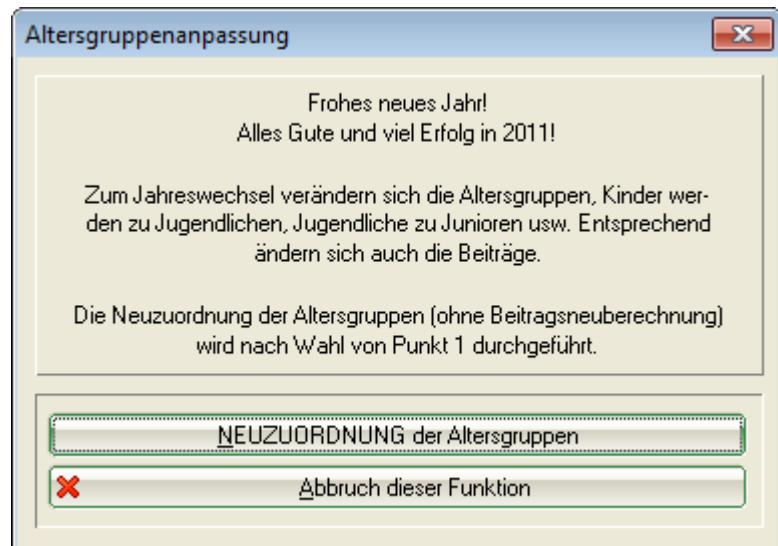 Altersgruppenanpassung
Frohes neues Jahr!
Alles Gute und viel Erfolg in 2011!
Zum Jahreswechsel verändern sich die Altersgruppen, Kinder wer-
den zu Jugendlichen, Jugendliche zu Junioren usw. Entsprechend
ändern sich auch die Beiträge.
Die Neuzuordnung der Altersgruppen (ohne Beitragsneuberechnung)
wird nach Wahl von Punkt 1 durchgeführt.
NEUZUORDNUNG der Altersgruppen
Abbruch dieser Funktion